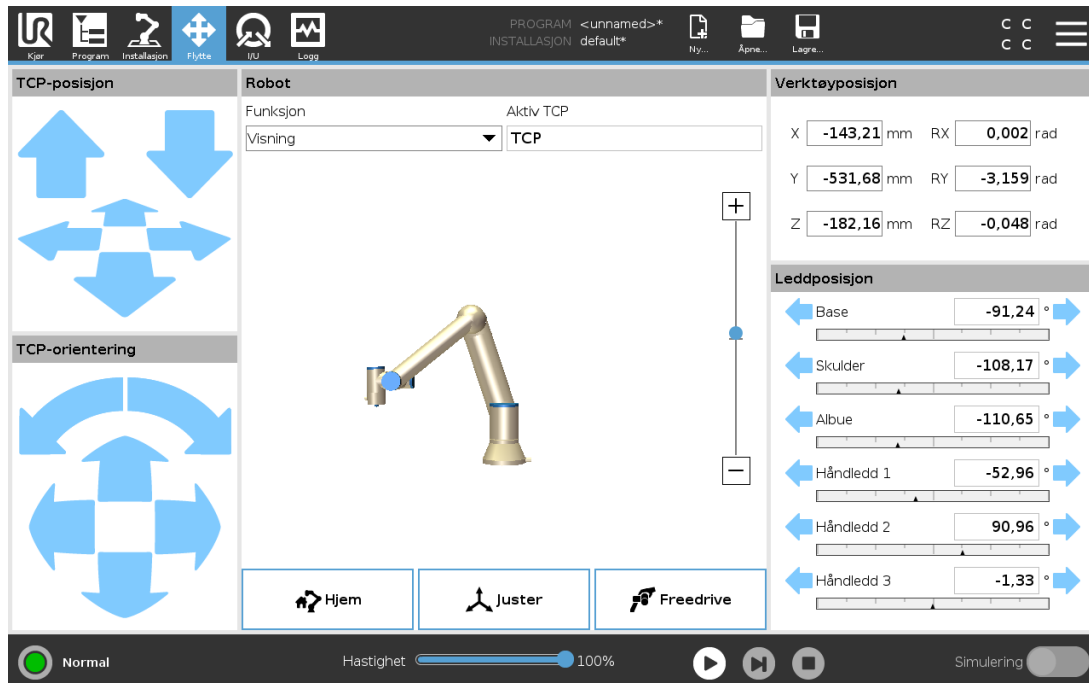 PROGRAM <unnamed>*
INSTALLASJON default*
C C
C C
UR
Kjør Program Installasjon Flytte I/U Logg Ny... Åpne... Lagre...
TCP-posisjon
TCP-orientering
Robot
Funksjon Aktiv TCP
Visning TCP
+
−
Hjem Juster Freedrive
Verktøyposisjon
X -143,21 mm RX 0,002 rad
Y -531,68 mm RY -3,159 rad
Z -182,16 mm RZ -0,048 rad
Leddposisjon
Base -91,24 °
Skulder -108,17 °
Albue -110,65 °
Håndledd 1 -52,96 °
Håndledd 2 90,96 °
Håndledd 3 -1,33 °
Normal Hastighet 100% Simulering